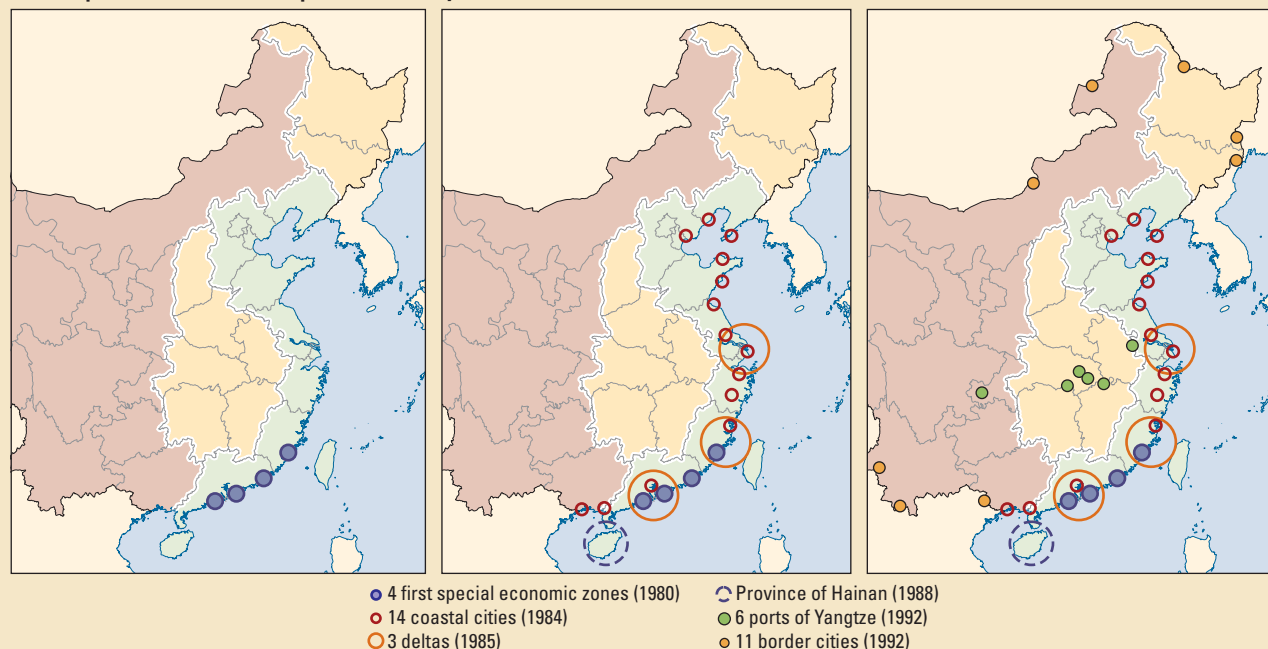 4 first special economic zones (1980)
14 coastal cities (1984)
3 deltas (1985)
Province of Hainan (1988)
6 ports of Yangtze (1992)
11 border cities (1992)